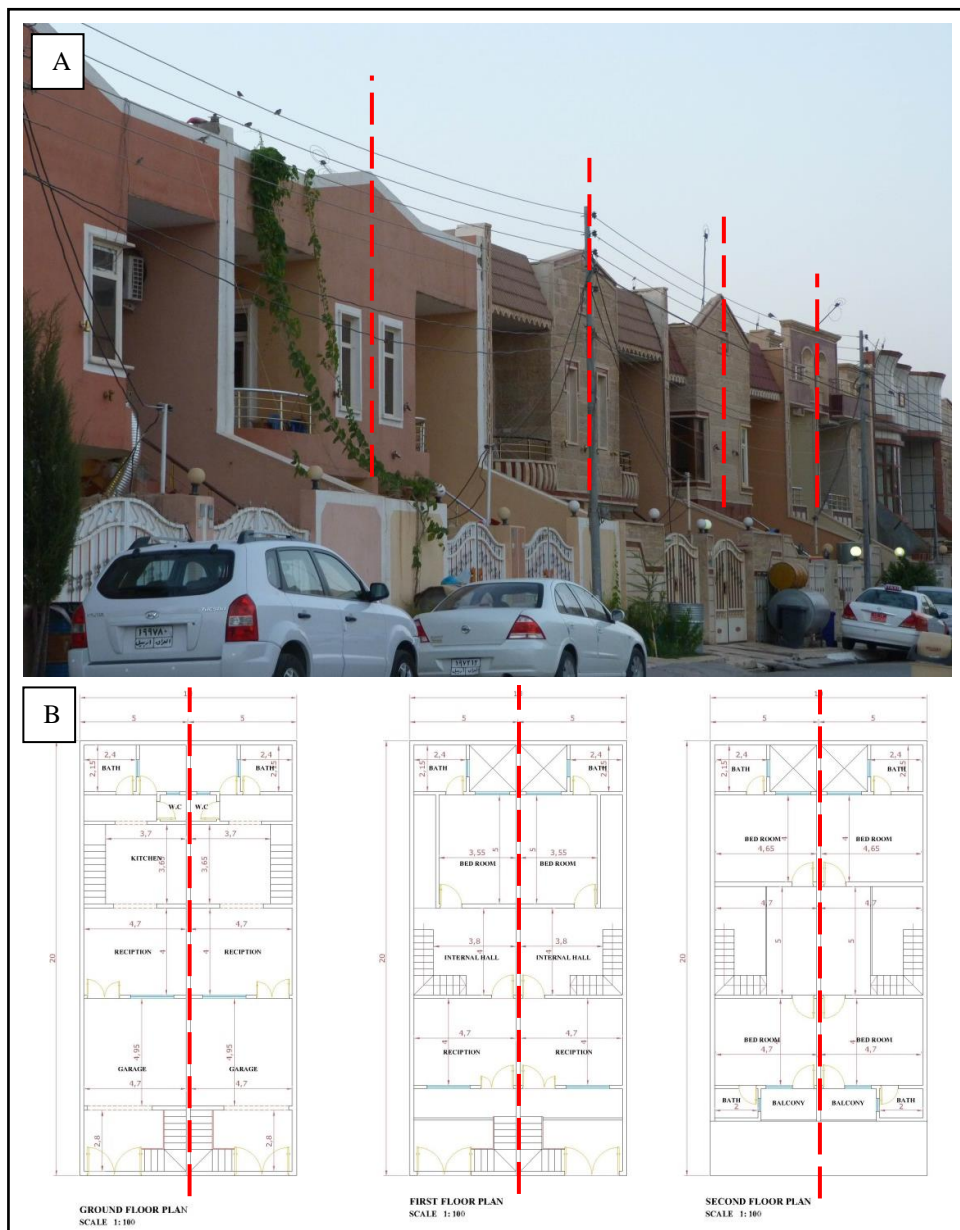 A
١٩٩٧٨٠
B
5 5
2,4 2,4
2,15 BATH BATH 2,15
W.C W.C
3,7 3,7
KITCHEN 3,65 3,65
4,7 4,7
RECIPTION 4 4 RECIPTION
20
4,95 4,95
GARAGE GARAGE
4,7 4,7
2,8 2,8
GROUND FLOOR PLAN
SCALE 1:100
5 5
2,4 2,4
2,15 BATH BATH 2,15
3,55 5 5 3,55
BED ROOM BED ROOM
3,8 4 4 3,8
INTERNAL HALL INTERNAL HALL
20
4,7 4,7
4 4
RECIPTION RECIPTION
FIRST FLOOR PLAN
SCALE 1:100
5 5
2,4 2,4
2,15 BATH BATH 2,15
BED ROOM 4 4 BED ROOM
4,65 4,65
4,7 4,7
5 5
20
BED ROOM 4 4 BED ROOM
4,7 4,7
BATH BALCONY BALCONY BATH
2 2
SECOND FLOOR PLAN
SCALE 1:100